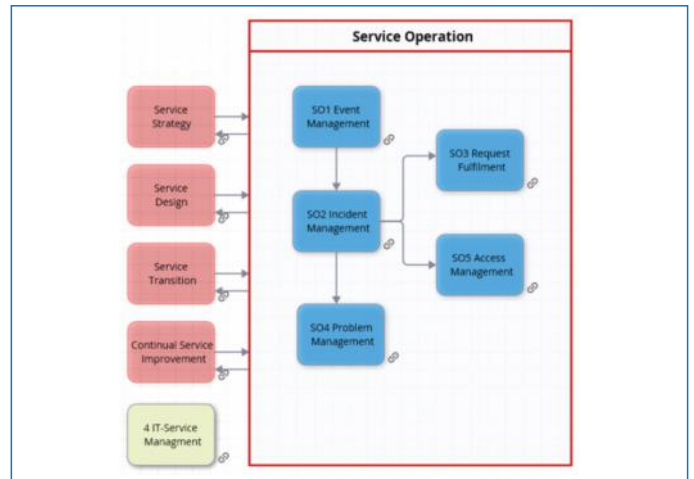 Service Operation
Service
Strategy
SO1 Event
Management
SO3 Request
Fulfilment
Service
Design
SO2 Incident
Management
SO5 Access
Management
Service
Transition
SO4 Problem
Management
Continual Service
Improvement
4 IT-Service
Managment